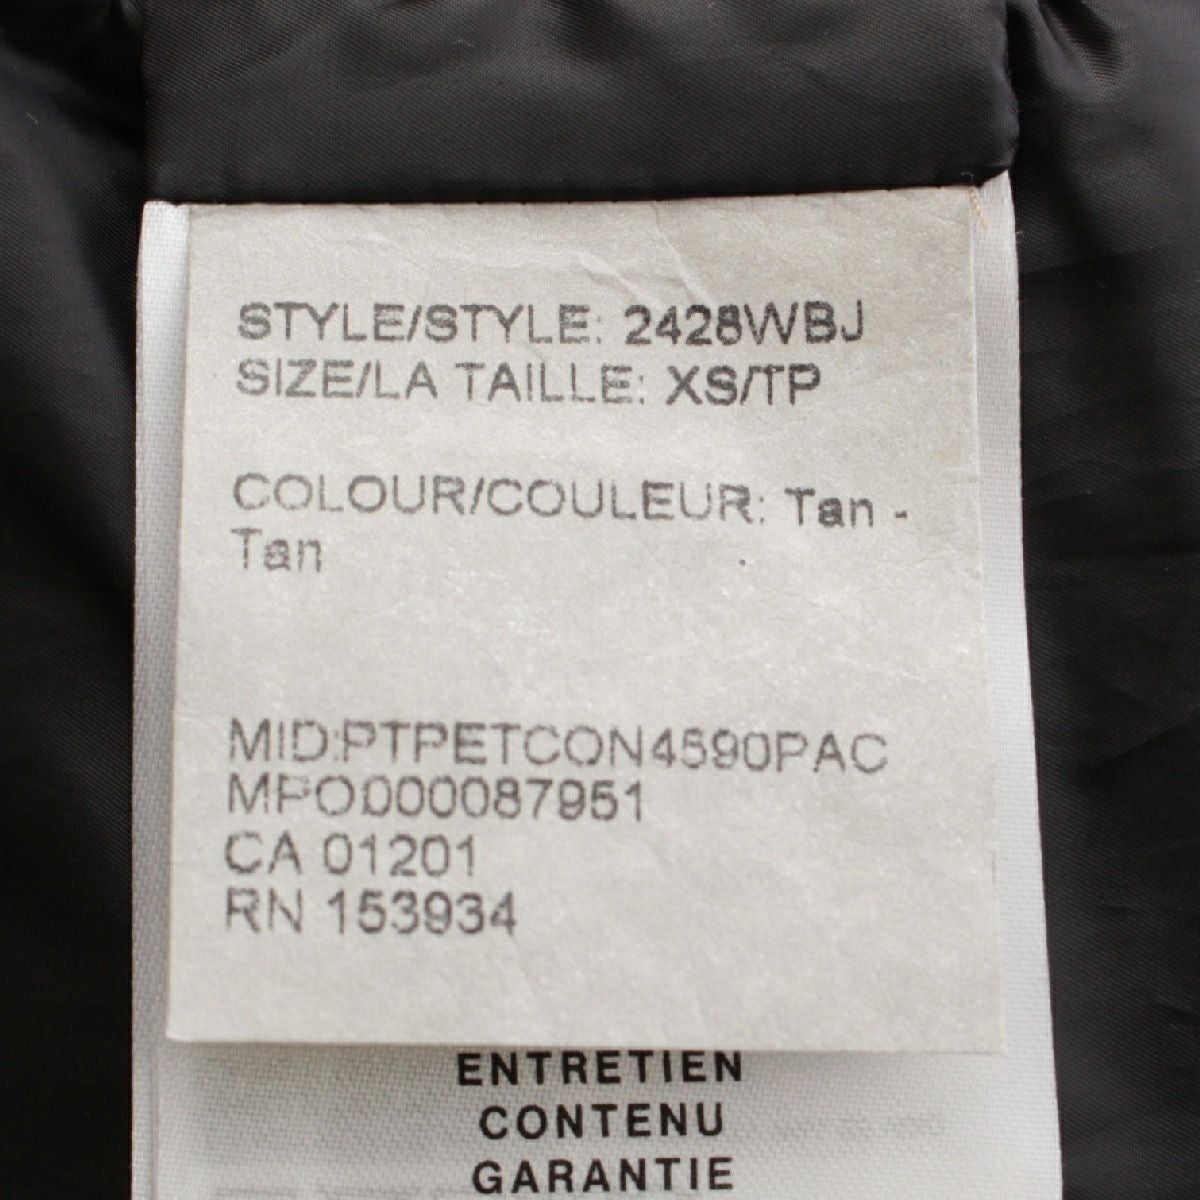 STYLE/STYLE: 2428WBJ
SIZE/LA TAILLE: XS/TP
COLOUR/COULEUR: Tan -
Tan
MID:PTPETCON4590PAC
MPO0000087951
CA 01201
RN 153934
ENTRETIEN
CONTENU
GARANTIE